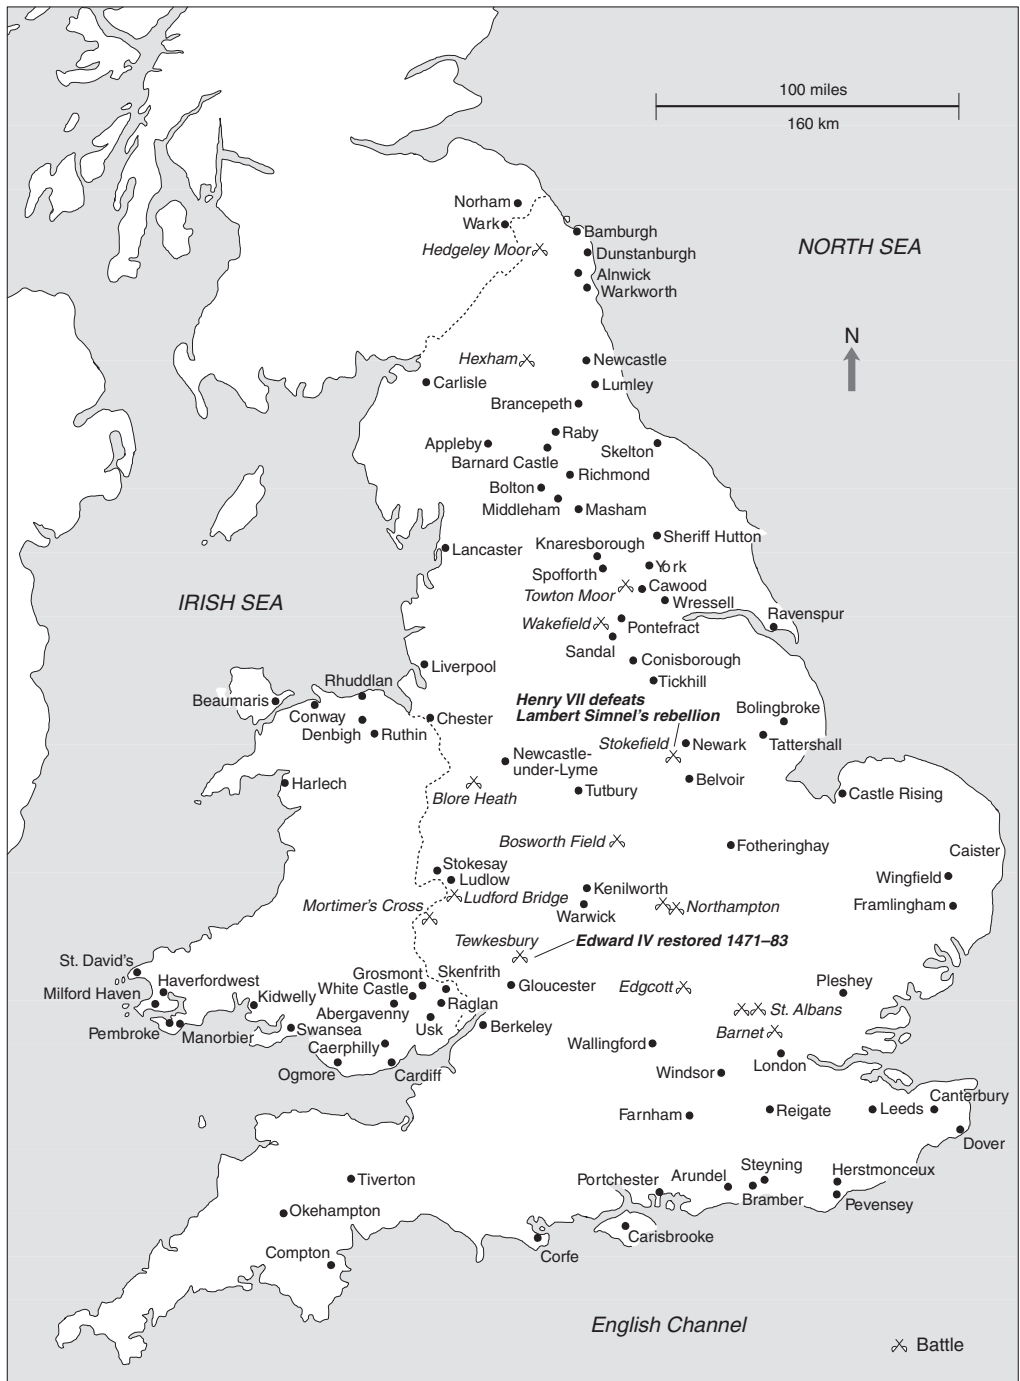 100 miles
160 km
Norham
Wark
Bamburgh
Hedgeley Moor
Dunstanburgh
NORTH SEA
Alnwick
Warkworth
N
Hexham
Newcastle
Carlisle
Lumley
Brancepeth
Raby
Appleby
Skelton
Barnard Castle
Richmond
Bolton
Middleham
Masham
Sheriff Hutton
Knaresborough
Lancaster
York
Spofforth
Cawood
Towton Moor
Wressell
IRISH SEA
Ravenspur
Wakefield
Pontefract
Sandal
Conisborough
Liverpool
Tickhill
Rhuddlan
Beaumaris
Henry VII defeats
Lambert Simnel's rebellion
Bolingbroke
Conway
Chester
Denbigh
Ruthin
Stokefield
Newark
Tattershall
Newcastle-
under-Lyme
Belvoir
Harlech
Tutbury
Blore Heath
Castle Rising
Bosworth Field
Fotheringhay
Caister
Stokesay
Ludlow
Wingfield
Kenilworth
Ludford Bridge
Mortimer's Cross
Warwick
Northampton
Framlingham
Tewkesbury
Edward IV restored 1471–83
St. David's
Grosmont
Skenfrith
Haverfordwest
White Castle
Gloucester
Edgcott
Pleshey
Milford Haven
Kidwelly
Abergavenny
Raglan
St. Albans
Pembroke
Manorbier
Swansea
Usk
Berkeley
Barnet
Caerphilly
Wallingford
London
Ogmore
Cardiff
Windsor
Canterbury
Farnham
Reigate
Leeds
Dover
Steyning
Herstmonceux
Tiverton
Portchester
Arundel
Bramber
Pevensey
Okehampton
Carisbrooke
Compton
Corfe
English Channel
Battle